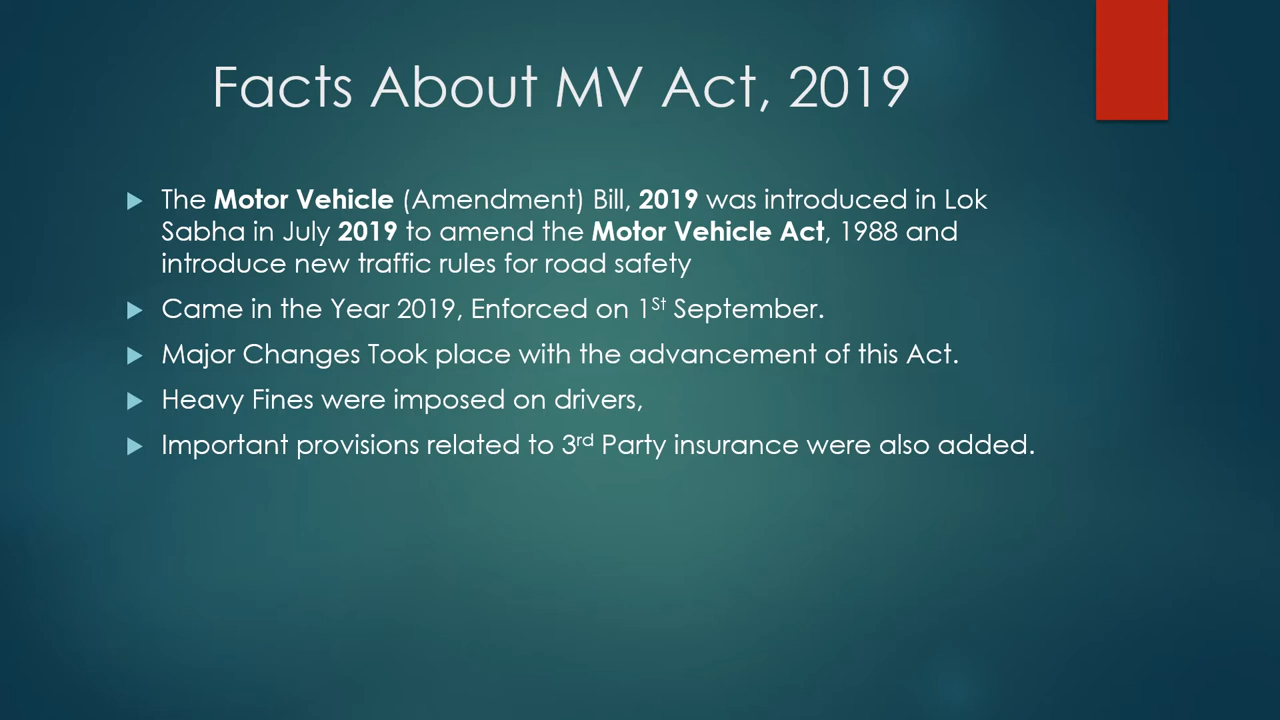 Facts About MV Act, 2019
The Motor Vehicle (Amendment) Bill, 2019 was introduced in Lok
Sabha in July 2019 to amend the Motor Vehicle Act, 1988 and
introduce new traffic rules for road safety
Came in the Year 2019, Enforced on 1St September.
Major Changes Took place with the advancement of this Act.
Heavy Fines were imposed on drivers,
Important provisions related to 3rd Party insurance were also added.